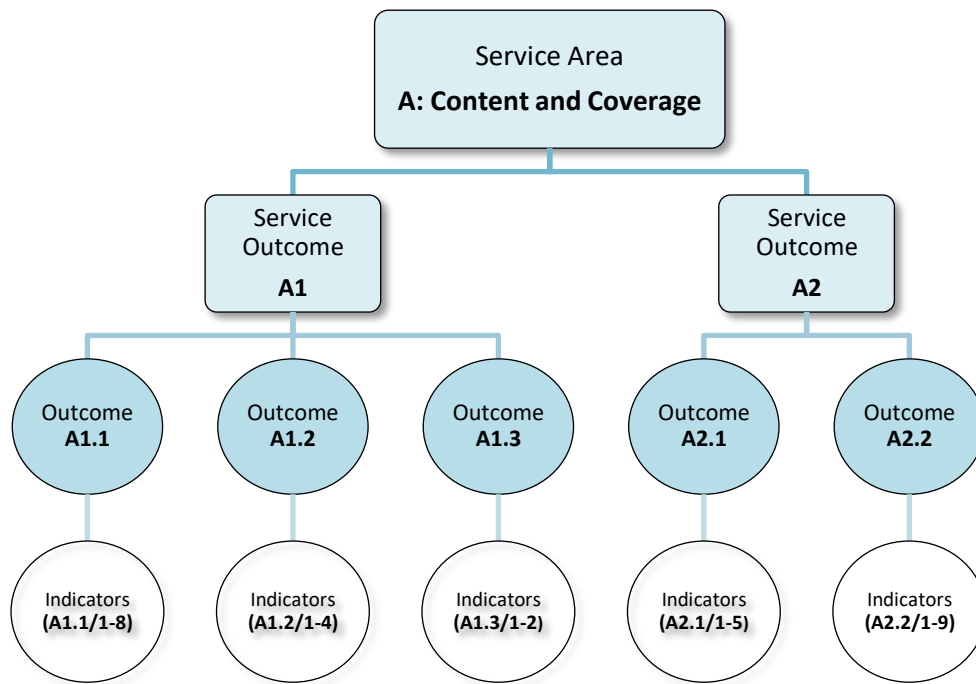 Service Area
A: Content and Coverage
Service
Outcome
A1
Service
Outcome
A2
Outcome
A1.1
Outcome
A1.2
Outcome
A1.3
Outcome
A2.1
Outcome
A2.2
Indicators
(A1.1/1-8)
Indicators
(A1.2/1-4)
Indicators
(A1.3/1-2)
Indicators
(A2.1/1-5)
Indicators
(A2.2/1-9)